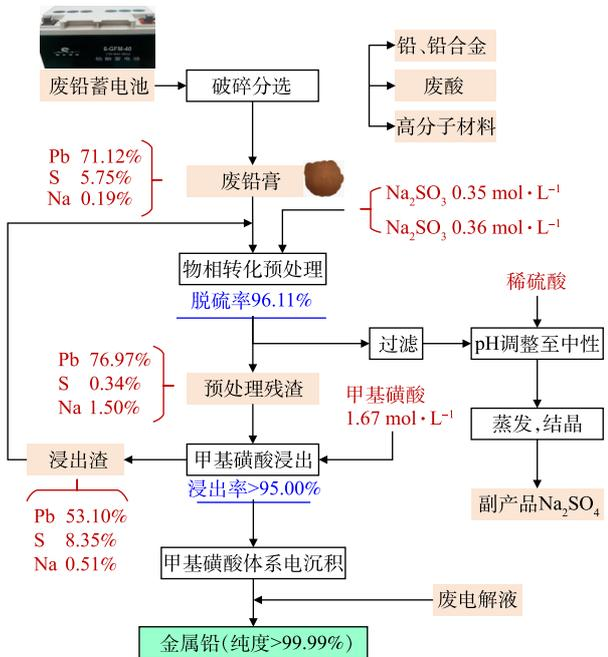 6-GFM-40
废铅蓄电池
破碎分选
铅、铅合金
废酸
高分子材料
Pb 71.12%
S 5.75%
Na 0.19%
废铅膏
Na₂SO₃ 0.35 mol·L⁻¹
Na₂SO₃ 0.36 mol·L⁻¹
物相转化预处理
脱硫率96.11%
稀硫酸
过滤
pH调整至中性
Pb 76.97%
S 0.34%
Na 1.50%
预处理残渣
甲基磺酸
1.67 mol·L⁻¹
蒸发,结晶
浸出渣
甲基磺酸浸出
浸出率>95.00%
副产品Na₂SO₄
Pb 53.10%
S 8.35%
Na 0.51%
甲基磺酸体系电沉积
废电解液
金属铅(纯度>99.99%)